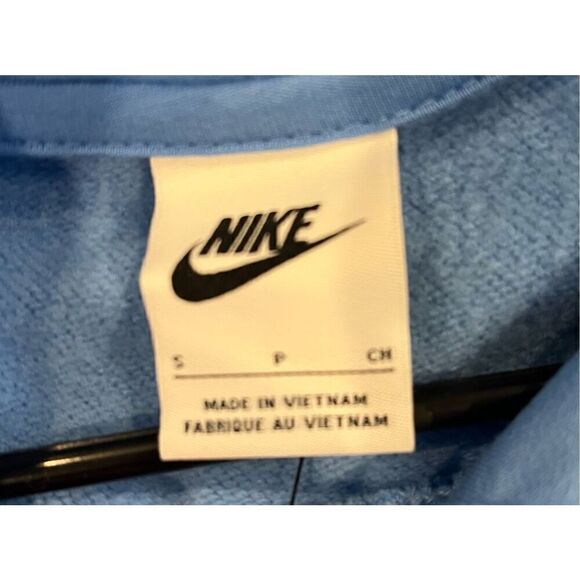 NIKE
S P CH
MADE IN VIETNAM
FABRIQUE AU VIETNAM